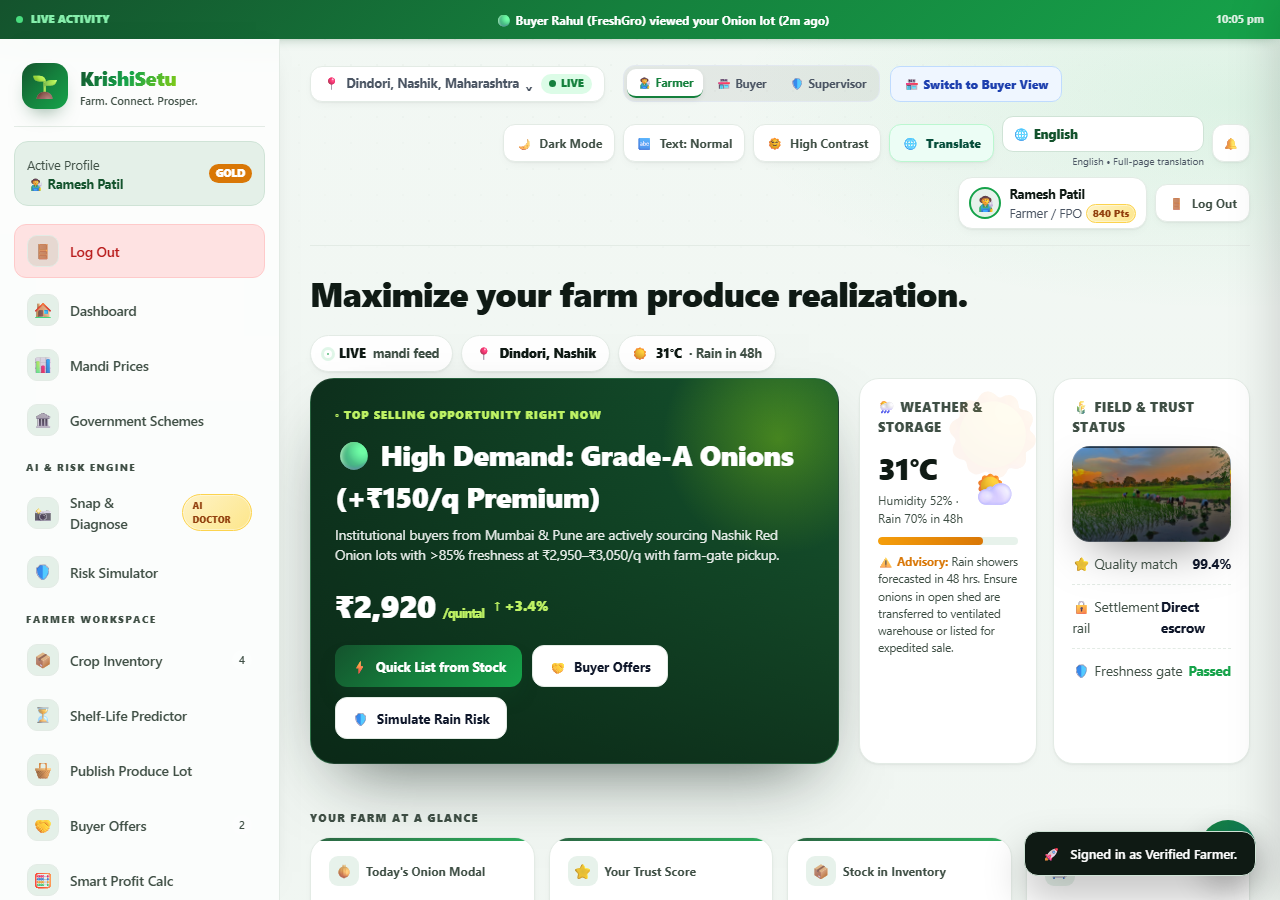 LIVE ACTIVITY
Buyer Rahul (FreshGro) viewed your Onion lot (2m ago)
10:05 pm
KrishiSetu
Farm. Connect. Prosper.
Active Profile
Ramesh Patil
GOLD
Log Out
Dashboard
Mandi Prices
Government Schemes
AI & RISK ENGINE
Snap &
Diagnose
AI
DOCTOR
Risk Simulator
FARMER WORKSPACE
Crop Inventory 4
Shelf-Life Predictor
Publish Produce Lot
Buyer Offers 2
Smart Profit Calc
Dindori, Nashik, Maharashtra
LIVE
Farmer
Buyer
Supervisor
Switch to Buyer View
Dark Mode
Text: Normal
High Contrast
Translate
English
English • Full-page translation
Ramesh Patil
Farmer / FPO 840 Pts
Log Out
Maximize your farm produce realization.
LIVE mandi feed
Dindori, Nashik
31°C · Rain in 48h
TOP SELLING OPPORTUNITY RIGHT NOW
High Demand: Grade-A Onions
(+₹150/q Premium)
Institutional buyers from Mumbai & Pune are actively sourcing Nashik Red
Onion lots with >85% freshness at ₹2,950–₹3,050/q with farm-gate pickup.
₹2,920 /quintal ↑ +3.4%
Quick List from Stock
Buyer Offers
Simulate Rain Risk
WEATHER &
STORAGE
31°C
Humidity 52% ·
Rain 70% in 48h
Advisory: Rain showers
forecasted in 48 hrs. Ensure
onions in open shed are
transferred to ventilated
warehouse or listed for
expedited sale.
FIELD & TRUST
STATUS
Quality match 99.4%
Settlement Direct
rail escrow
Freshness gate Passed
YOUR FARM AT A GLANCE
Today's Onion Modal
Your Trust Score
Stock in Inventory
Signed in as Verified Farmer.